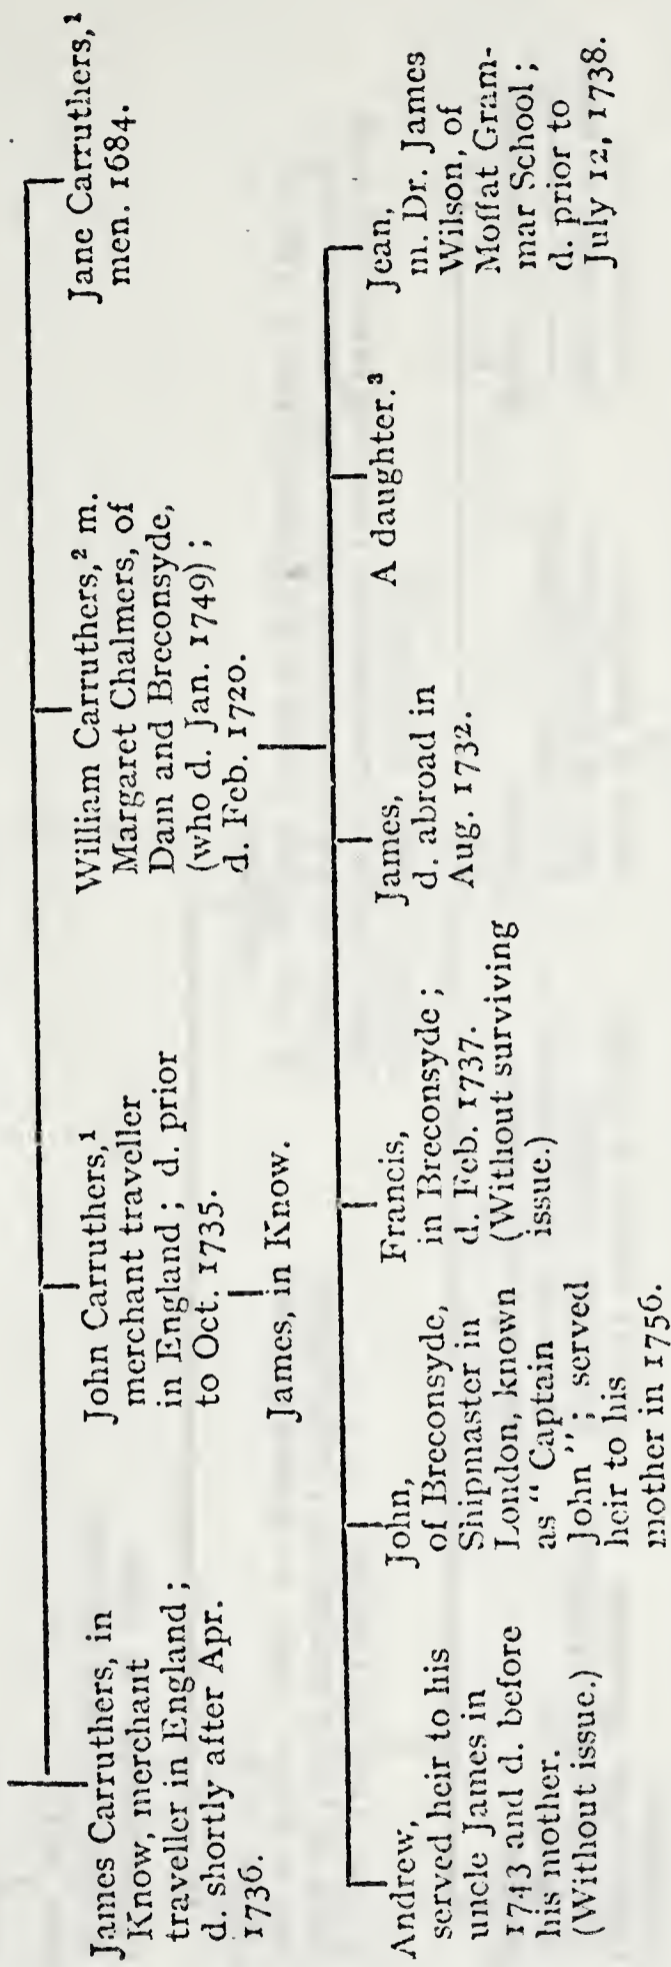 James Carruthers, in
Know, merchant
traveller in England;
d. shortly after Apr.
1736.
John Carruthers,¹
merchant traveller
in England; d. prior
to Oct. 1735.
James, in Know.
William Carruthers,² m.
Margaret Chalmers, of
Dam and Breconsyde,
(who d. Jan. 1749);
d. Feb. 1720.
Jane Carruthers,¹
men. 1684.
Andrew,
served heir to his
uncle James in
1743 and d. before
his mother.
(Without issue.)
John,
of Breconsyde,
Shipmaster in
London, known
as "Captain
John"; served
heir to his
mother in 1756.
Francis,
in Breconsyde;
d. Feb. 1737.
(Without surviving
issue.)
James,
d. abroad in
Aug. 1732.
A daughter.³
Jean,
m. Dr. James
Wilson, of
Moffat Gram-
mar School;
d. prior to
July 12, 1738.